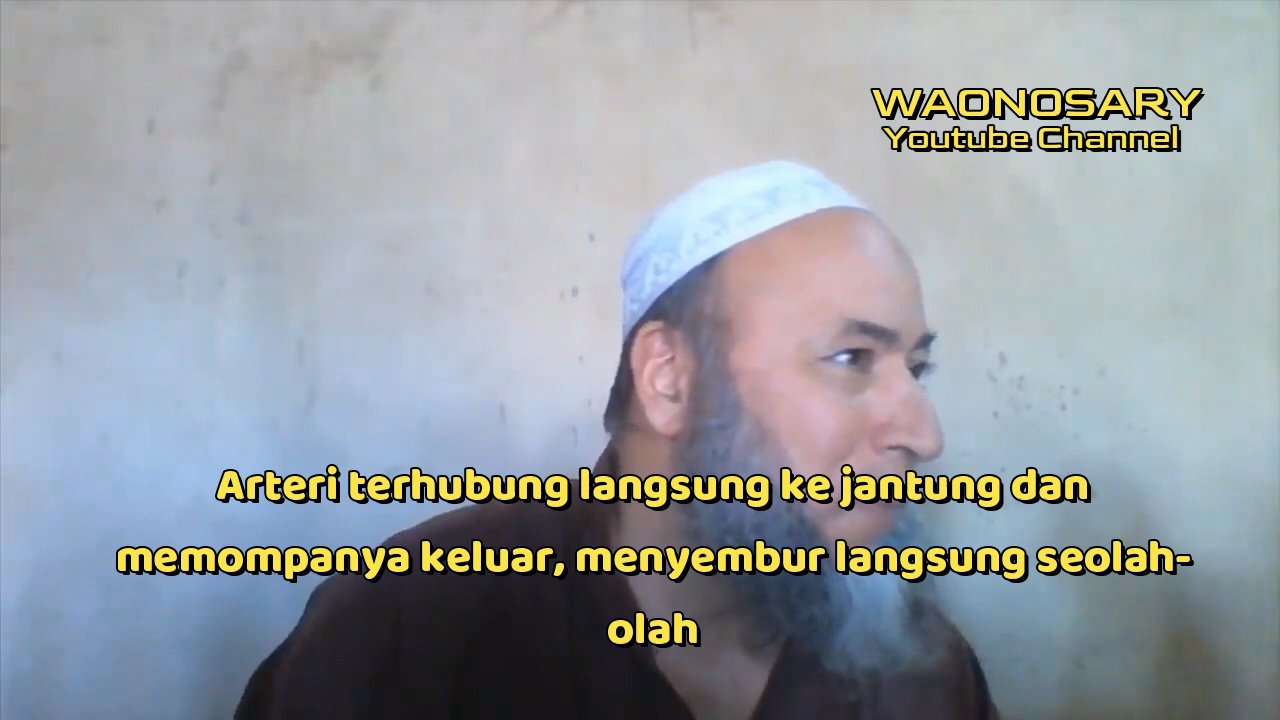 WAONOSARY
Youtube Channel
Arteri terhubung langsung ke jantung dan
memompanya keluar, menyembur langsung seolah-
olah